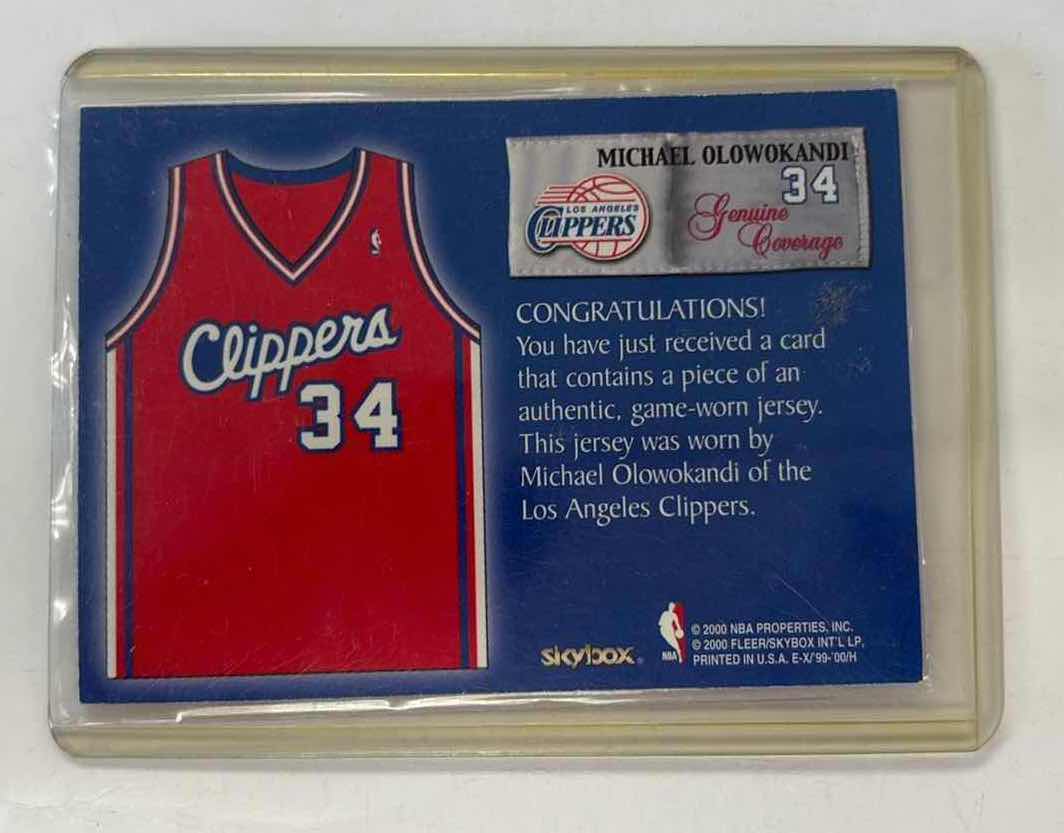 MICHAEL OLOWOKANDI
34
LOS ANGELES
CLIPPERS
Genuine
Coverage
Clippers
34
CONGRATULATIONS!
You have just received a card
that contains a piece of an
authentic, game-worn jersey.
This jersey was worn by
Michael Olowokandi of the
Los Angeles Clippers.
skybox
NBA
© 2000 NBA PROPERTIES, INC.
© 2000 FLEER/SKYBOX INT'L LP.
PRINTED IN U.S.A. E-X/'99-'00/H